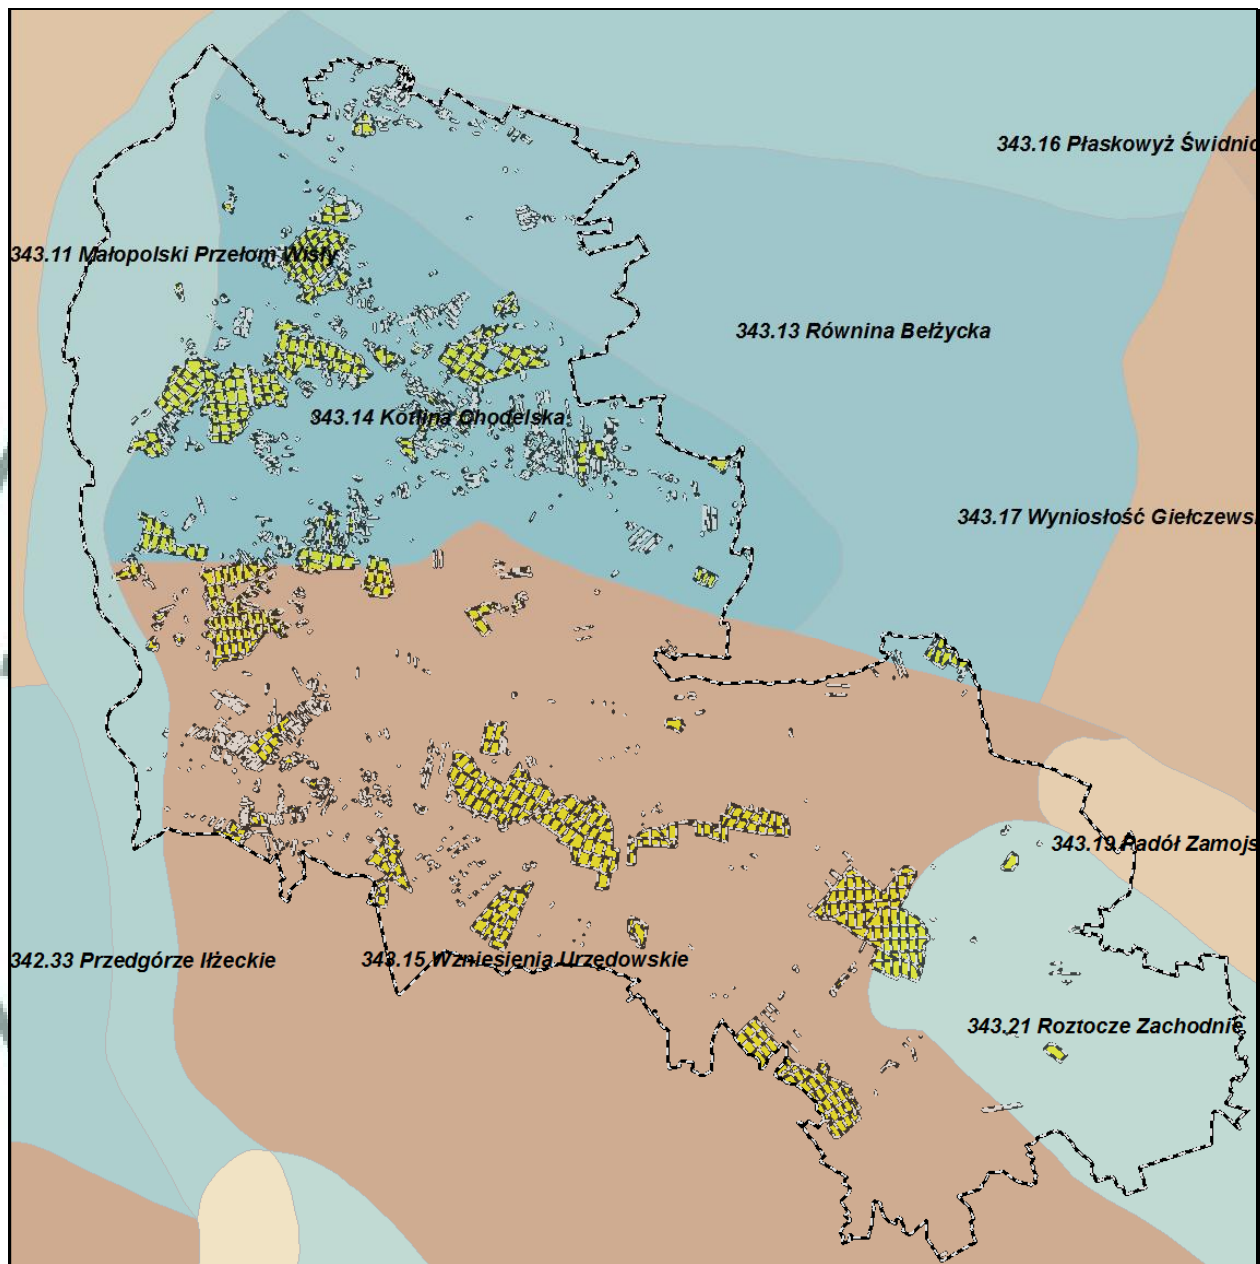 343.16 Płaskowyż Świdnic
343.11 Małopolski Przełom Wisły
343.13 Równina Bełżycka
343.14 Kotlina Chodelska
343.17 Wyniosłość Giełczews
343.19 Padół Zamojs
342.33 Przedgórze Iłżeckie
343.15 Wzniesienia Urzędowskie
343.21 Roztocze Zachodnie